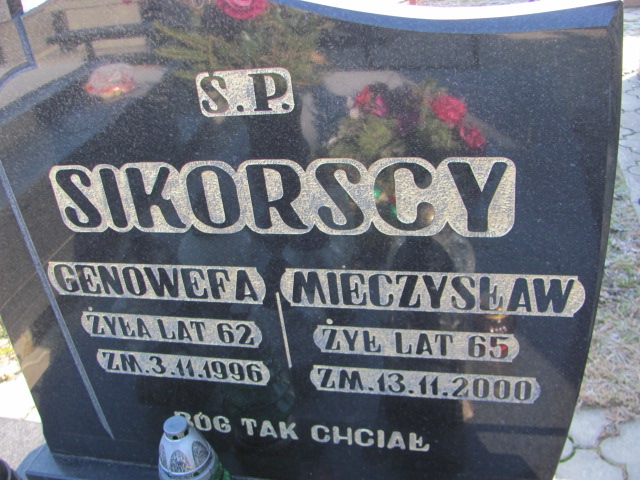 Ś.P.
SIKORSCY
GENOWEFA
ŻYŁA LAT 62
ZM.3.11.1996
MIECZYSŁAW
ŻYŁ LAT 65
ZM.13.11.2000
BÓG TAK CHCIAŁ